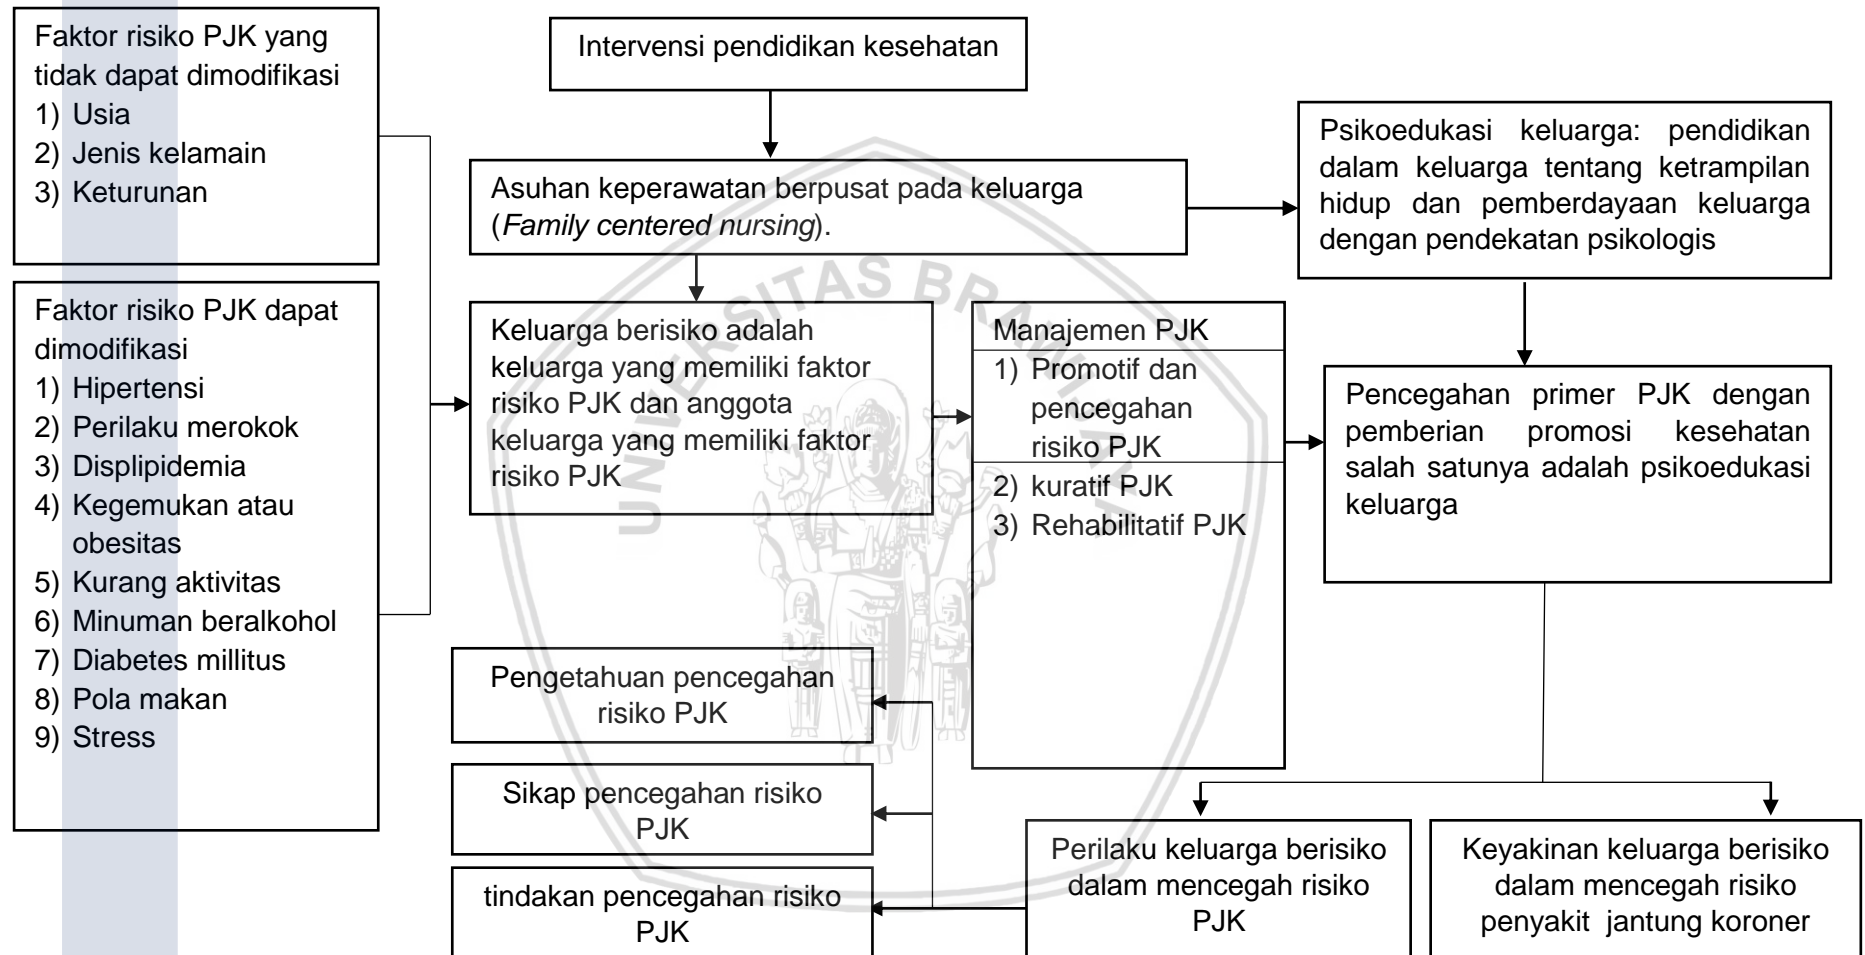 Faktor risiko PJK yang
tidak dapat dimodifikasi
1) Usia
2) Jenis kelamain
3) Keturunan
Intervensi pendidikan kesehatan
Asuhan keperawatan berpusat pada keluarga
(Family centered nursing).
Psikoedukasi keluarga: pendidikan
dalam keluarga tentang ketrampilan
hidup dan pemberdayaan keluarga
dengan pendekatan psikologis
Faktor risiko PJK dapat
dimodifikasi
1) Hipertensi
2) Perilaku merokok
3) Displipidemia
4) Kegemukan atau
obesitas
5) Kurang aktivitas
6) Minuman beralkohol
7) Diabetes millitus
8) Pola makan
9) Stress
Keluarga berisiko adalah
keluarga yang memiliki faktor
risiko PJK dan anggota
keluarga yang memiliki faktor
risiko PJK
Manajemen PJK
1) Promotif dan
pencegahan
risiko PJK
2) kuratif PJK
3) Rehabilitatif PJK
Pencegahan primer PJK dengan
pemberian promosi kesehatan
salah satunya adalah psikoedukasi
keluarga
Pengetahuan pencegahan
risiko PJK
Sikap pencegahan risiko
PJK
tindakan pencegahan risiko
PJK
Perilaku keluarga berisiko
dalam mencegah risiko
PJK
Keyakinan keluarga berisiko
dalam mencegah risiko
penyakit jantung koroner
UNIVERSITAS BRAWIJAYA